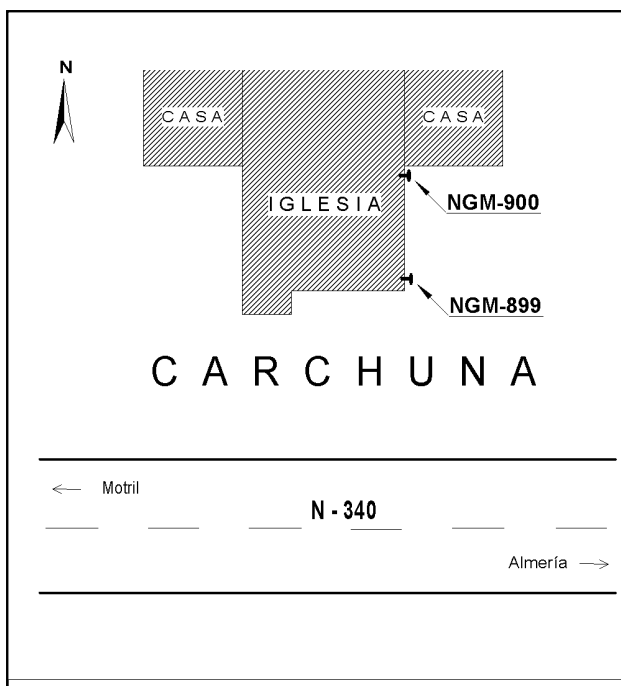 N
CASA
CASA
IGLESIA
NGM-900
NGM-899
CARCHUNA
Motril
N - 340
Almería